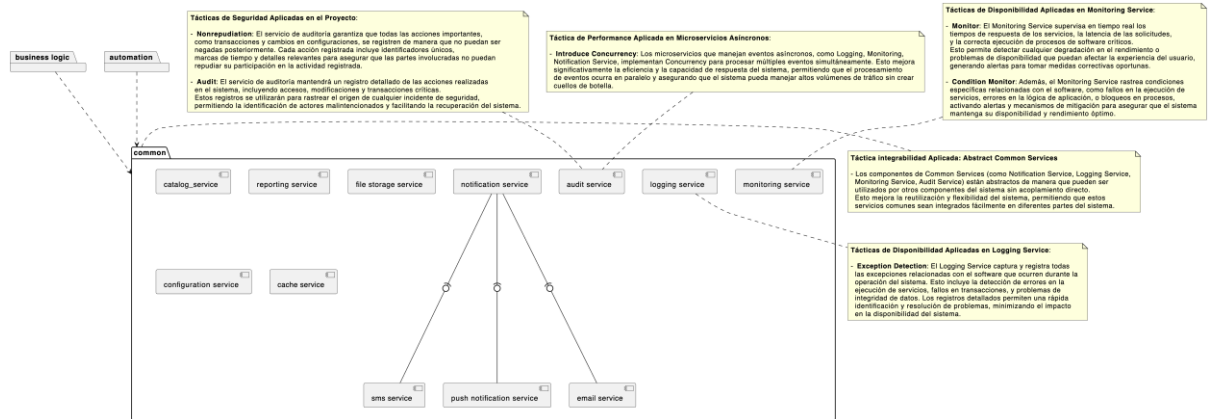 Tácticas de Seguridad Aplicadas en el Proyecto:
- Nonrepudiation: El servicio de auditoría garantiza que todas las acciones importantes,
como transacciones y cambios en configuraciones, se registren de manera que no puedan ser
negadas posteriormente. Cada acción registrada incluye identificadores únicos,
marcas de tiempo y detalles relevantes para asegurar que las partes involucradas no puedan
repudiar su participación en la actividad registrada.
- Audit: El servicio de auditoría mantendrá un registro detallado de las acciones realizadas
en el sistema, incluyendo accesos, modificaciones y transacciones críticas.
Estos registros se utilizarán para rastrear el origen de cualquier incidente de seguridad,
permitiendo la identificación de actores malintencionados y facilitando la recuperación del sistema.
Táctica de Performance Aplicada en Microservicios Asíncronos:
- Introduce Concurrency: Los microservicios que manejan eventos asíncronos, como Logging, Monitoring,
Notification Service, implementan Concurrency para procesar múltiples eventos simultáneamente. Esto mejora
significativamente la eficiencia y la capacidad de respuesta del sistema, permitiendo que el procesamiento
de eventos ocurra en paralelo y asegurando que el sistema pueda manejar altos volúmenes de tráfico sin crear
cuellos de botella.
Tácticas de Disponibilidad Aplicadas en Monitoring Service:
- Monitor: El Monitoring Service supervisa en tiempo real los
tiempos de respuesta de los servicios, la latencia de las solicitudes,
y la correcta ejecución de procesos de software críticos.
Esto permite detectar cualquier degradación en el rendimiento o
problemas de disponibilidad que puedan afectar la experiencia del usuario,
generando alertas para tomar medidas correctivas oportunas.
- Condition Monitor: Además, el Monitoring Service rastrea condiciones
específicas relacionadas con el software, como fallos en la ejecución de
servicios, errores en la lógica de aplicación, o bloqueos en procesos,
activando alertas y mecanismos de mitigación para asegurar que el sistema
mantenga su disponibilidad y rendimiento óptimo.
business logic
automation
common
catalog_service
reporting service
file storage service
notification service
audit service
logging service
monitoring service
Táctica integrabilidad Aplicada: Abstract Common Services
- Los componentes de Common Services (como Notification Service, Logging Service,
Monitoring Service, Audit Service) están abstractos de manera que pueden ser
utilizados por otros componentes del sistema sin acoplamiento directo.
Esto mejora la reutilización y flexibilidad del sistema, permitiendo que estos
servicios comunes sean integrados fácilmente en diferentes partes del sistema.
Tácticas de Disponibilidad Aplicadas en Logging Service:
- Exception Detection: El Logging Service captura y registra todas
las excepciones relacionadas con el software que ocurren durante la
operación del sistema. Esto incluye la detección de errores en la
ejecución de servicios, fallos en transacciones, y problemas de
integridad de datos. Los registros detallados permiten una rápida
identificación y resolución de problemas, minimizando el impacto
en la disponibilidad del sistema.
configuration service
cache service
sms service
push notification service
email service